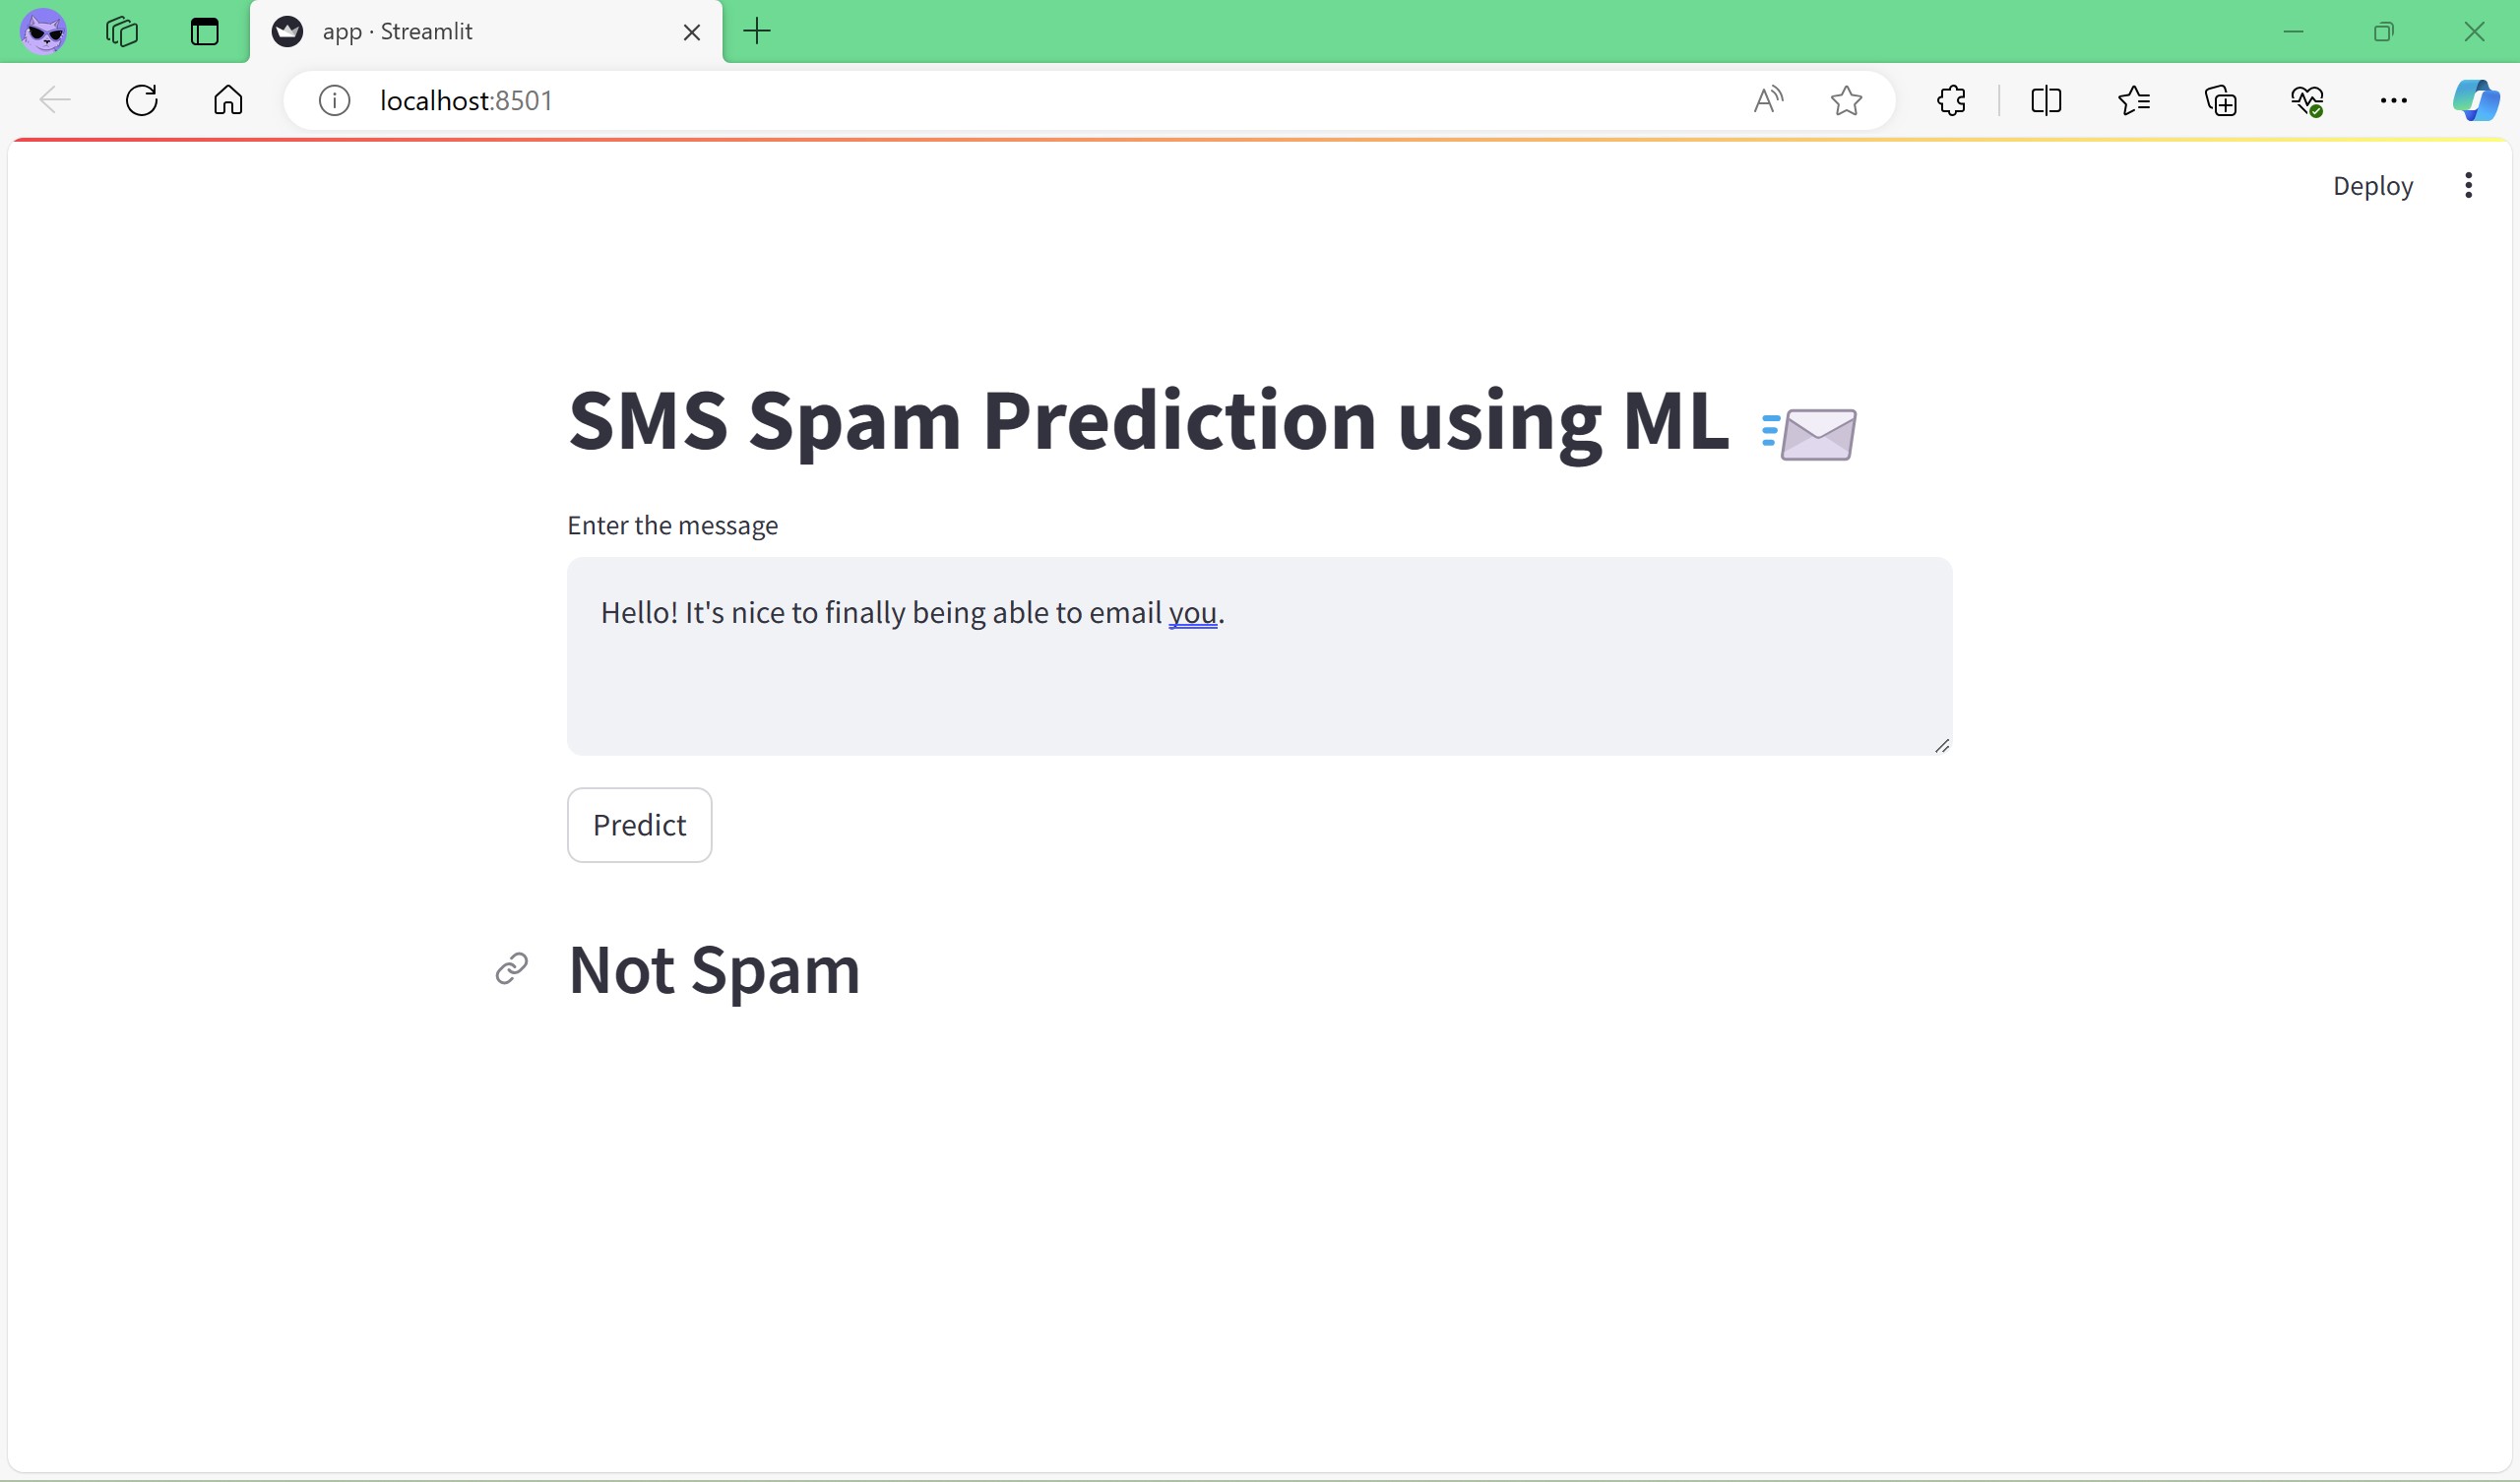 app · Streamlit
localhost:8501
Deploy
SMS Spam Prediction using ML
Enter the message
Hello! It's nice to finally being able to email you.
Predict
Not Spam